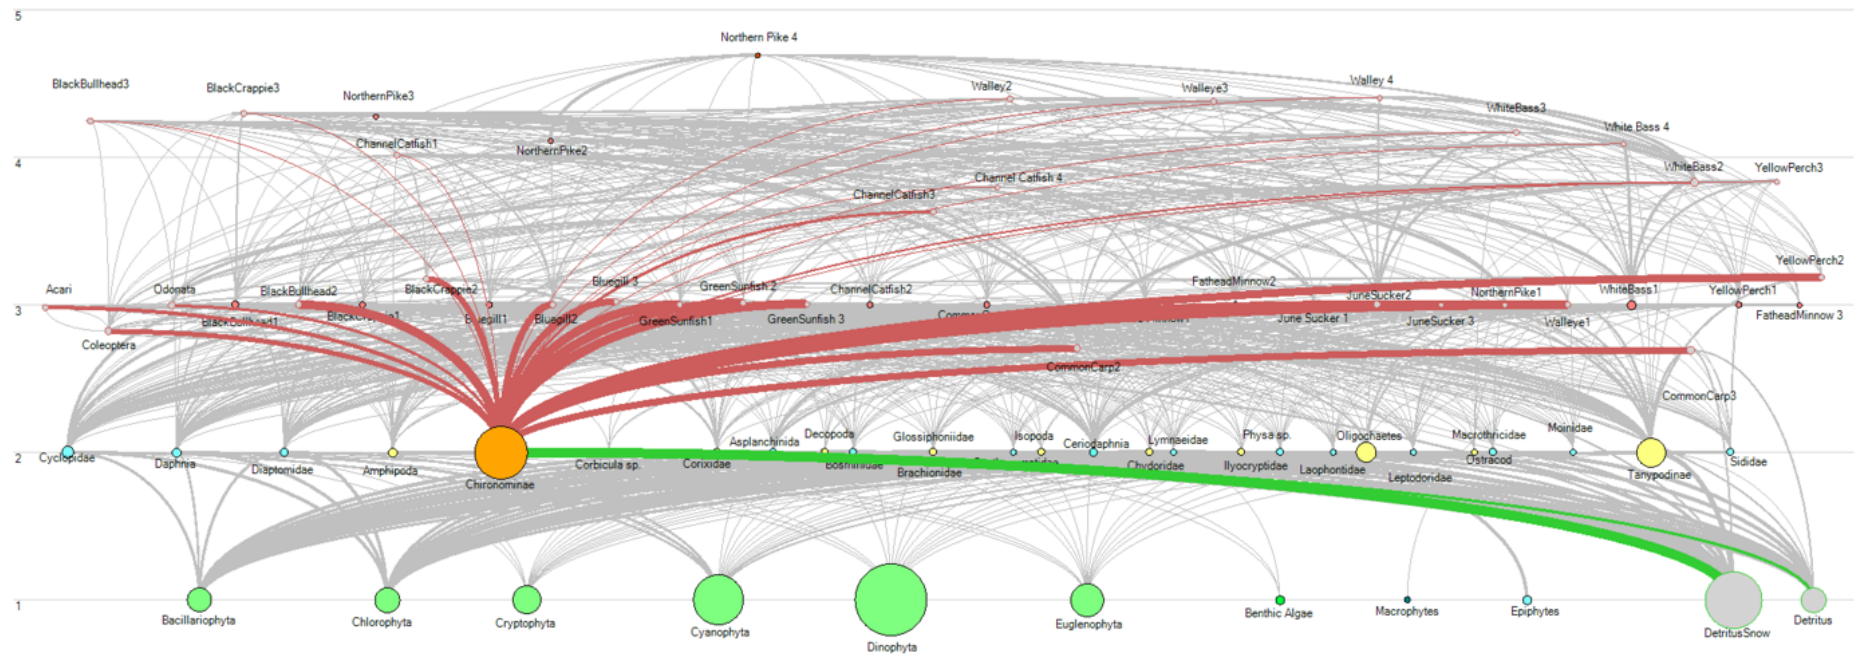 5
Northern Pike 4
BlackBullhead3
BlackCrappie3
NorthernPike3
Walley2
Walleye3
Walley 4
WhiteBass3
White Bass 4
ChannelCatfish1
NorthernPike2
4
WhiteBass2
YellowPerch3
Channel Catfish 4
ChannelCatfish3
YellowPerch2
Acari
Odonata
BlackBullhead2
BlackCrappie2
Bluegill 3
GreenSunfish 2
ChannelCatfish2
FatheadMinnow2
JuneSucker2
NorthernPike1
WhiteBass1
YellowPerch1
3
BlackBullhead1
BlackCrappie1
Bluegill1
Bluegill2
GreenSunfish1
GreenSunfish 3
June Sucker 1
JuneSucker 3
Walleye1
FatheadMinnow 3
Coleoptera
CommonCarp2
CommonCarp3
2
Cyclopidae
Daphnia
Diaptomidae
Amphipoda
Chironominae
Corbicula sp.
Corixidae
Asplanchinida
Decopoda
Bosminidae
Glossiphoniidae
Brachionidae
Isopoda
Ceriodaphnia
Lymnaeidae
Chydoridae
Physa sp.
Ilyocryptidae
Oligochaetes
Laophontidae
Leptodoridae
Macrothricidae
Ostracod
Moinidae
Tanypodinae
Sididae
1
Bacillariophyta
Chlorophyta
Cryptophyta
Cyanophyta
Dinophyta
Euglenophyta
Benthic Algae
Macrophytes
Epiphytes
DetritusSnow
Detritus